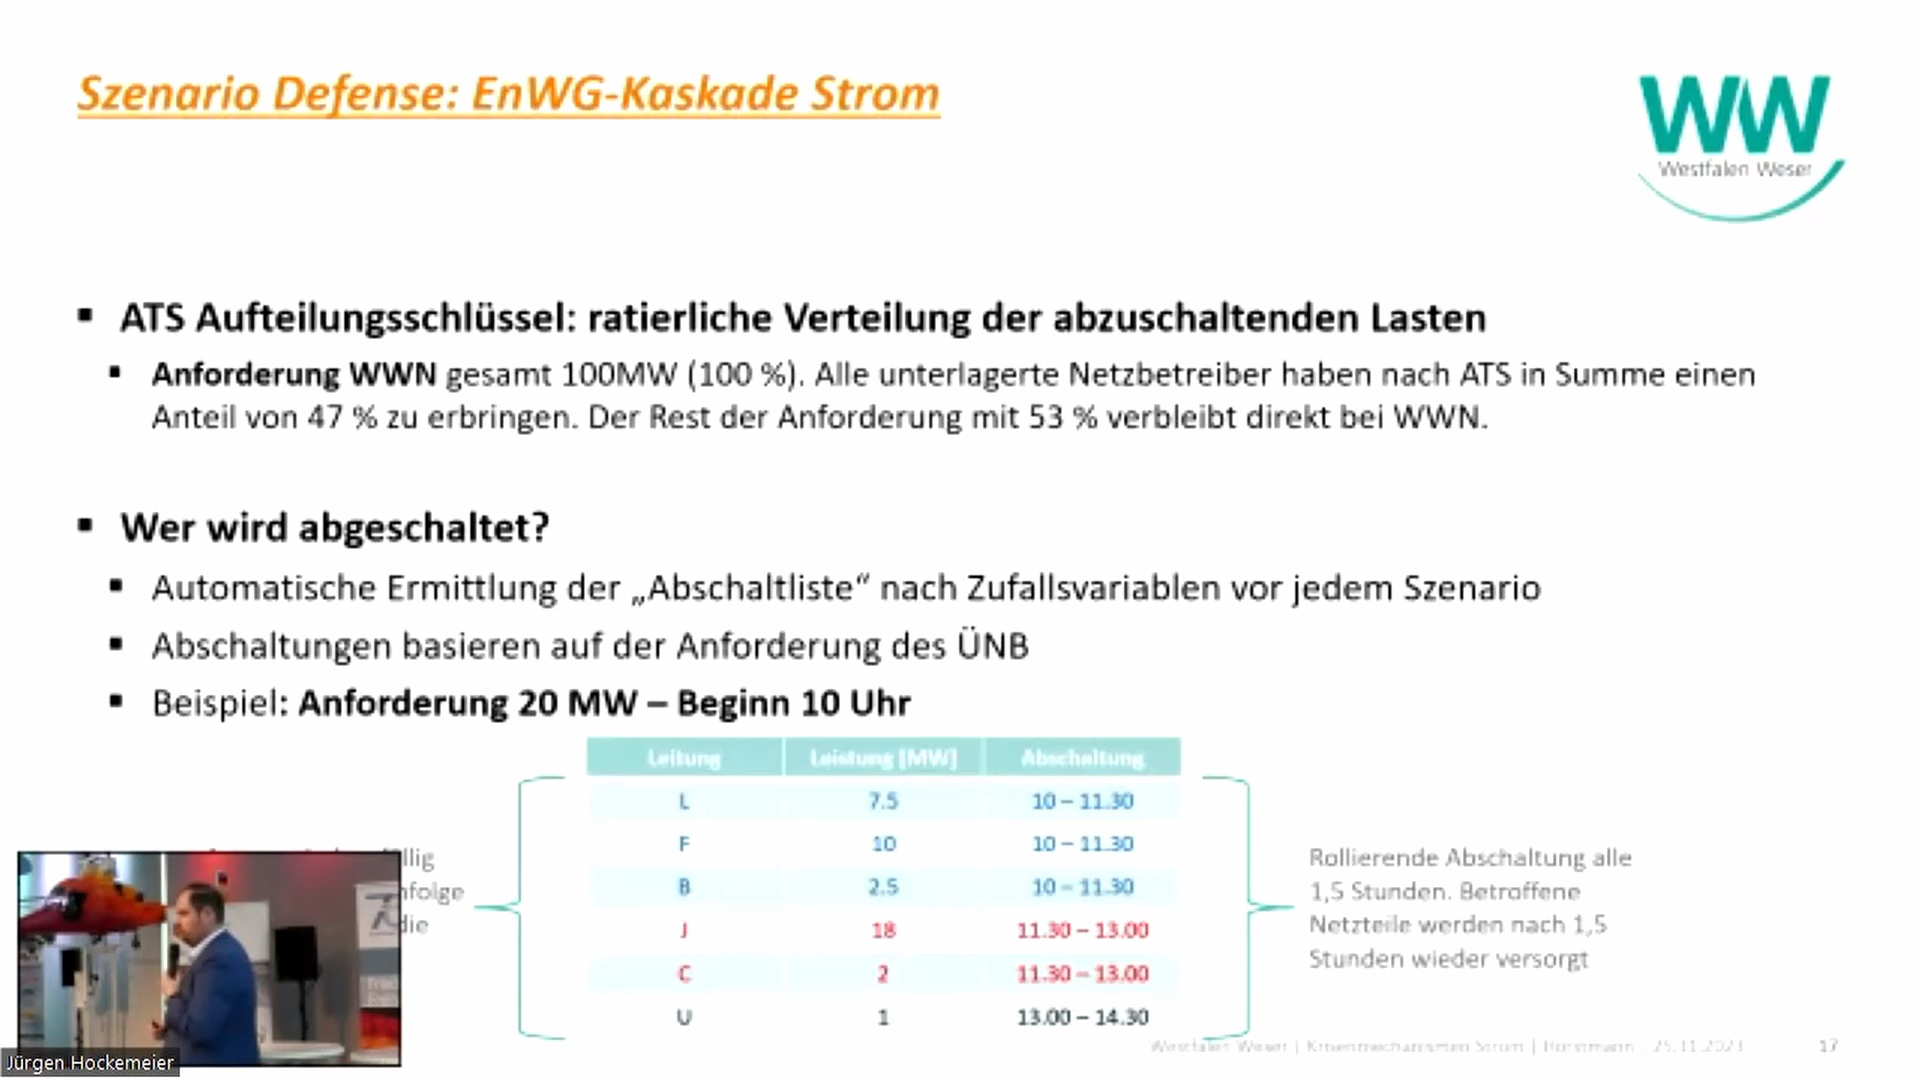 Szenario Defense: EnWG-Kaskade Strom
WW
Westfalen Weser
▪ ATS Aufteilungsschlüssel: ratierliche Verteilung der abzuschaltenden Lasten
▪ Anforderung WWN gesamt 100MW (100 %). Alle unterlagerte Netzbetreiber haben nach ATS in Summe einen
Anteil von 47 % zu erbringen. Der Rest der Anforderung mit 53 % verbleibt direkt bei WWN.
▪ Wer wird abgeschaltet?
▪ Automatische Ermittlung der „Abschaltliste“ nach Zufallsvariablen vor jedem Szenario
▪ Abschaltungen basieren auf der Anforderung des ÜNB
▪ Beispiel: Anforderung 20 MW – Beginn 10 Uhr
Leitung Leistung [MW] Abschaltung
L 7.5 10 – 11.30
F 10 10 – 11.30
B 2.5 10 – 11.30
J 18 11.30 – 13.00
C 2 11.30 – 13.00
U 1 13.00 – 14.30
llig
nfolge
die
Rollierende Abschaltung alle
1,5 Stunden. Betroffene
Netzteile werden nach 1,5
Stunden wieder versorgt
Westfalen Weser | Krisenmechanismen Strom | Horstmann | 25.11.2023 17
Jürgen Hockemeier